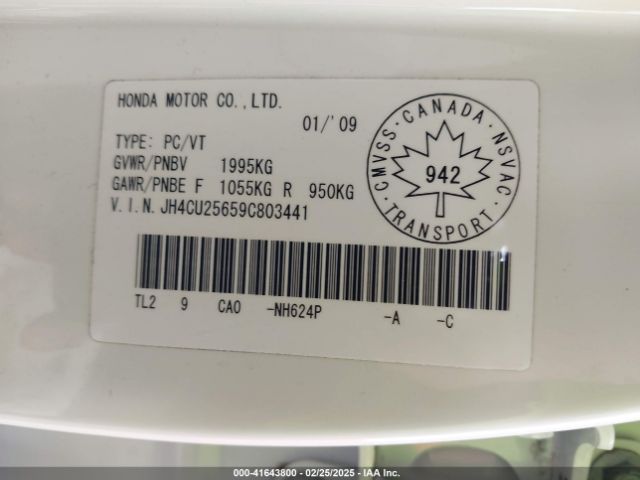 HONDA MOTOR CO.,LTD.
01/'09
TYPE: PC/VT
GVWR/PNBV 1995KG
GAWR/PNBE F 1055KG R 950KG
V.I.N. JH4CU25659C803441
CMVSS · CANADA · NSVAC
942
· TRANSPORT ·
TL2 9 CA0 -NH624P -A -C
000-41643800 | 02/25/2025 | IAA Inc.